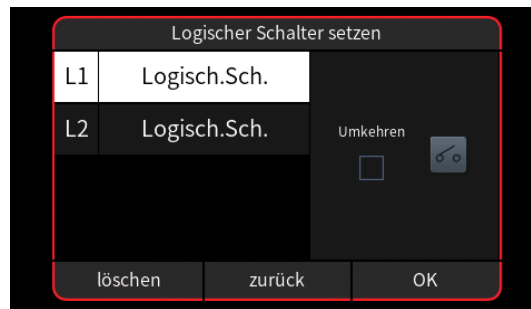 Logischer Schalter setzen
L1 Logisch.Sch.
L2 Logisch.Sch.
Umkehren
löschen zurück OK